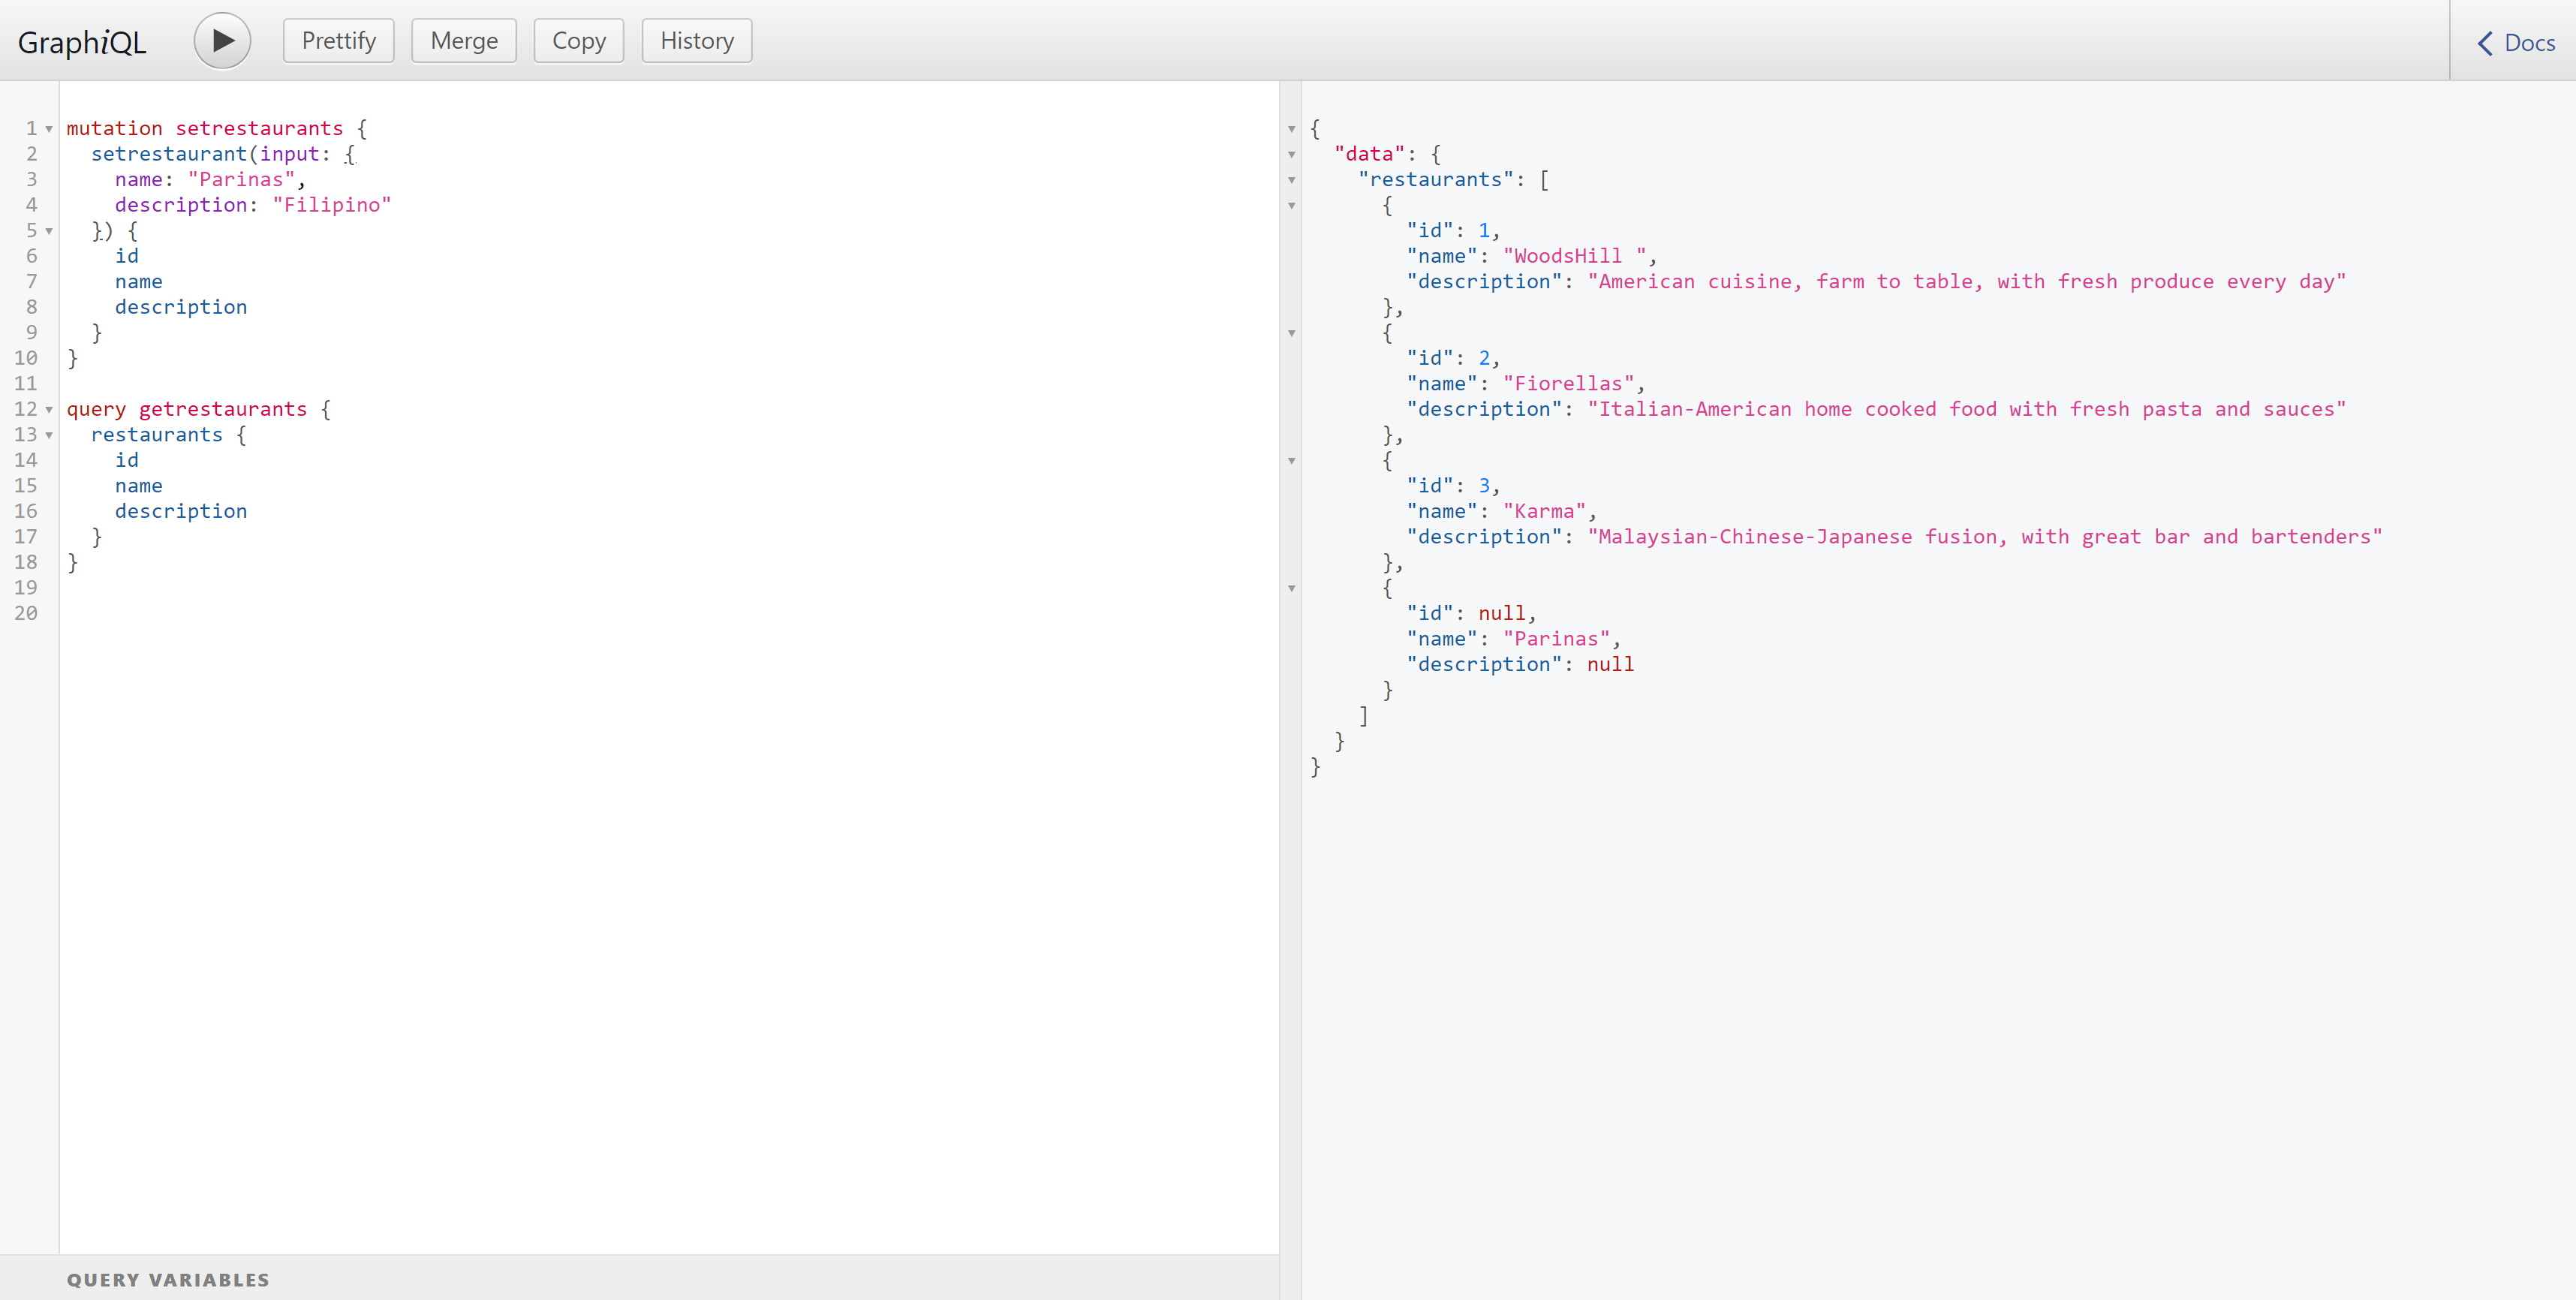 GraphiQL Prettify Merge Copy History Docs
1 mutation setrestaurants {
2 setrestaurant(input: {
3 name: "Parinas",
4 description: "Filipino"
5 }) {
6 id
7 name
8 description
9 }
10 }
11
12 query getrestaurants {
13 restaurants {
14 id
15 name
16 description
17 }
18 }
19
20
QUERY VARIABLES
{
"data": {
"restaurants": [
{
"id": 1,
"name": "WoodsHill ",
"description": "American cuisine, farm to table, with fresh produce every day"
},
{
"id": 2,
"name": "Fiorellas",
"description": "Italian-American home cooked food with fresh pasta and sauces"
},
{
"id": 3,
"name": "Karma",
"description": "Malaysian-Chinese-Japanese fusion, with great bar and bartenders"
},
{
"id": null,
"name": "Parinas",
"description": null
}
]
}
}